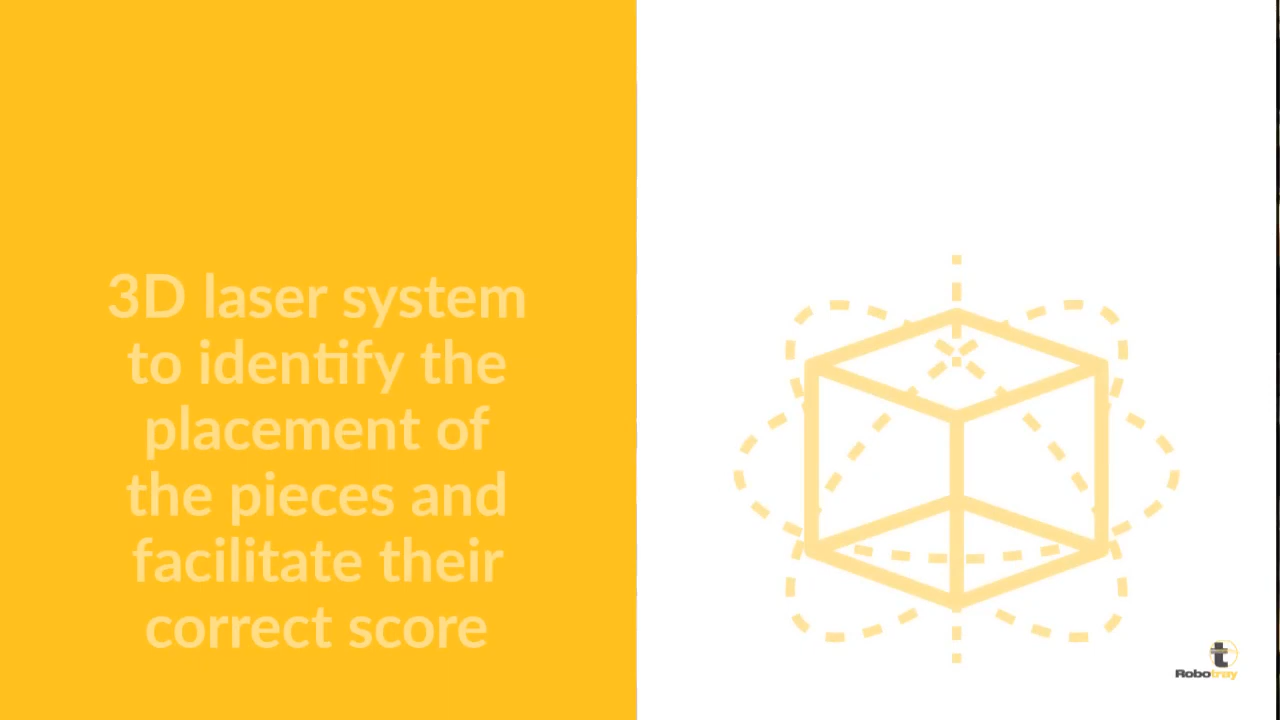 3D laser system
to identify the
placement of
the pieces and
facilitate their
correct score
t
Robotray